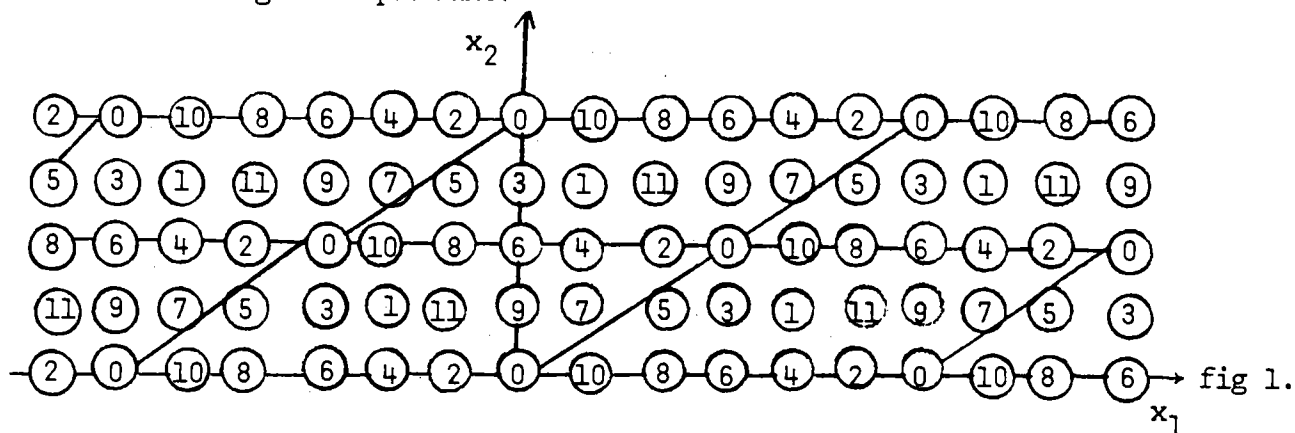 x2
2 0 10 8 6 4 2 0 10 8 6 4 2 0 10 8 6
5 3 1 11 9 7 5 3 1 11 9 7 5 3 1 11 9
8 6 4 2 0 10 8 6 4 2 0 10 8 6 4 2 0
11 9 7 5 3 1 11 9 7 5 3 1 11 9 7 5 3
2 0 10 8 6 4 2 0 10 8 6 4 2 0 10 8 6 fig 1.
x1